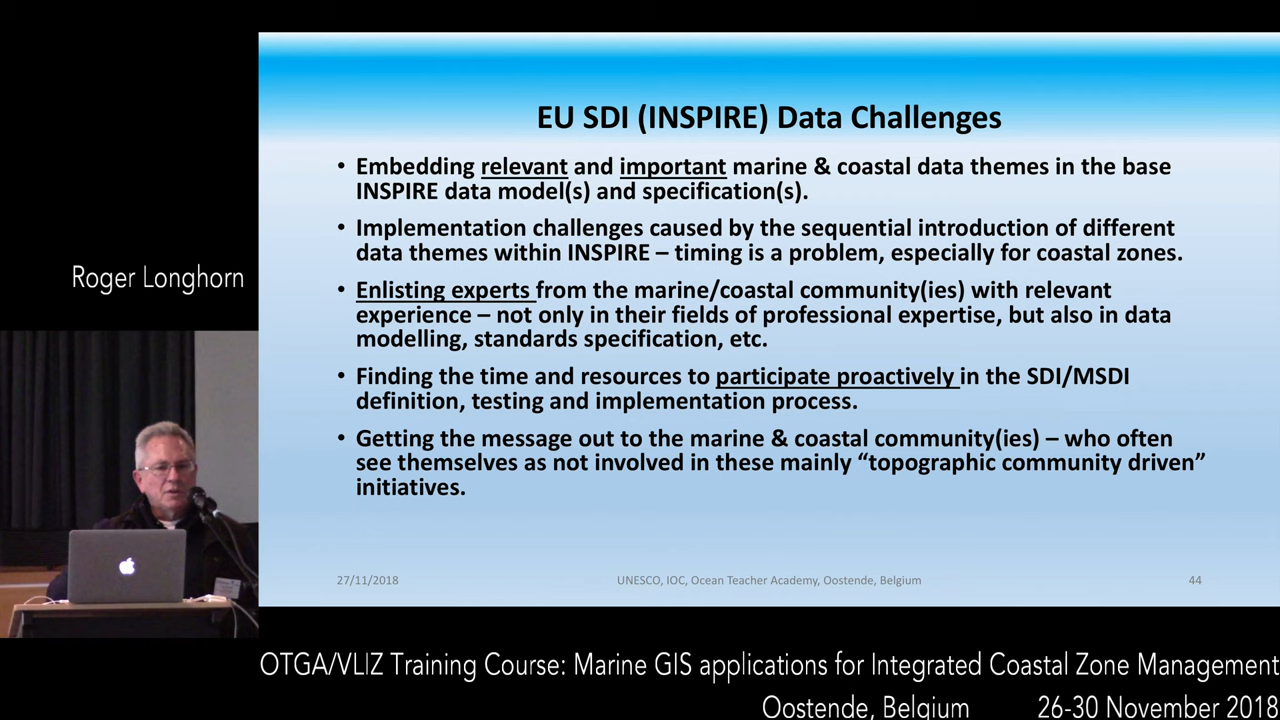 EU SDI (INSPIRE) Data Challenges
• Embedding relevant and important marine & coastal data themes in the base
INSPIRE data model(s) and specification(s).
• Implementation challenges caused by the sequential introduction of different
data themes within INSPIRE – timing is a problem, especially for coastal zones.
• Enlisting experts from the marine/coastal community(ies) with relevant
experience – not only in their fields of professional expertise, but also in data
modelling, standards specification, etc.
• Finding the time and resources to participate proactively in the SDI/MSDI
definition, testing and implementation process.
• Getting the message out to the marine & coastal community(ies) – who often
see themselves as not involved in these mainly “topographic community driven”
initiatives.
27/11/2018
UNESCO, IOC, Ocean Teacher Academy, Oostende, Belgium
44
Roger Longhorn
OTGA/VLIZ Training Course: Marine GIS applications for Integrated Coastal Zone Management
Oostende, Belgium 26-30 November 2018